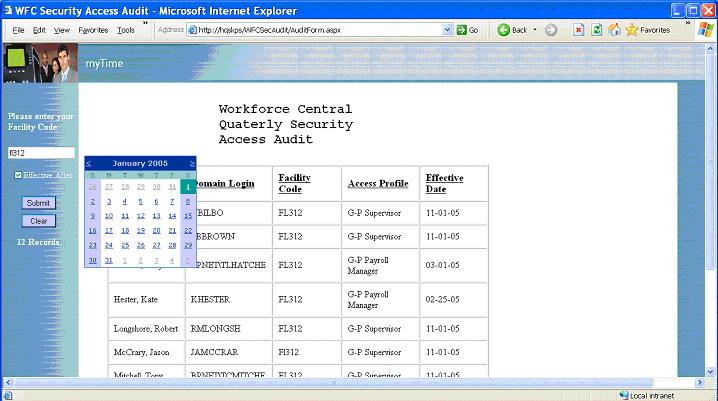 WFC Security Access Audit - Microsoft Internet Explorer
File Edit View Favorites Tools
Address http://hqskps/WFCSecAudit/AuditForm.aspx Go Back Favorites
myTime
Please enter your
Facility Code:
fl312
Effective After
Submit
Clear
12 Records
Workforce Central
Quaterly Security
Access Audit
< January 2005 >
S M T W T F S
26 27 28 29 30 31 1
2 3 4 5 6 7 8
9 10 11 12 13 14 15
16 17 18 19 20 21 22
23 24 25 26 27 28 29
30 31 1 2 3 4 5
Domain Login Facility Code Access Profile Effective Date
BILBO FL312 G-P Supervisor 11-01-05
BBROWN FL312 G-P Supervisor 11-01-05
PNET\TLHATCHE FL312 G-P Payroll Manager 03-01-05
Hester, Kate KHESTER FL312 G-P Payroll Manager 02-25-05
Longshore, Robert RMLONGSH FL312 G-P Supervisor 11-01-05
McCrary, Jason JAMCCRAR Fl312 G-P Supervisor 11-01-05
Mitchell, Tony BPNET\TCMITCHE FL312 G-P Supervisor 11-01-05
Local intranet